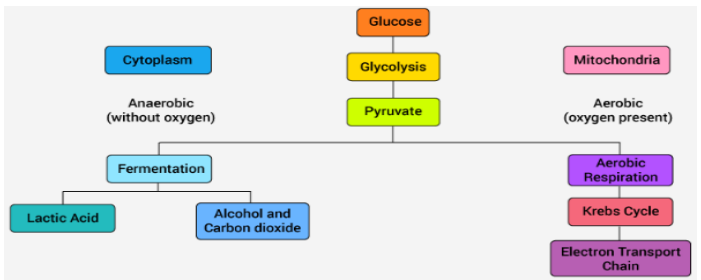 Glucose
Cytoplasm
Glycolysis
Mitochondria
Anaerobic
(without oxygen)
Pyruvate
Aerobic
(oxygen present)
Fermentation
Aerobic
Respiration
Lactic Acid
Alcohol and
Carbon dioxide
Krebs Cycle
Electron Transport
Chain